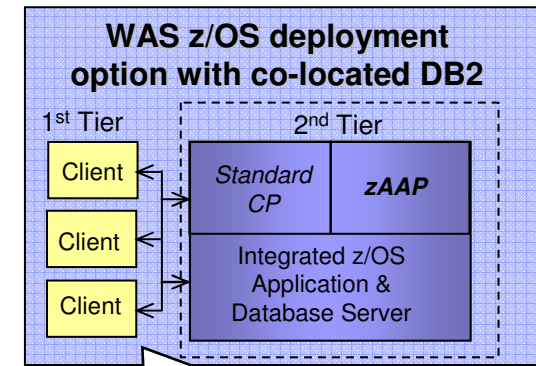 WAS z/OS deployment
option with co-located DB2
1st Tier
2nd Tier
Client
Client
Client
Standard
CP
zAAP
Integrated z/OS
Application &
Database Server